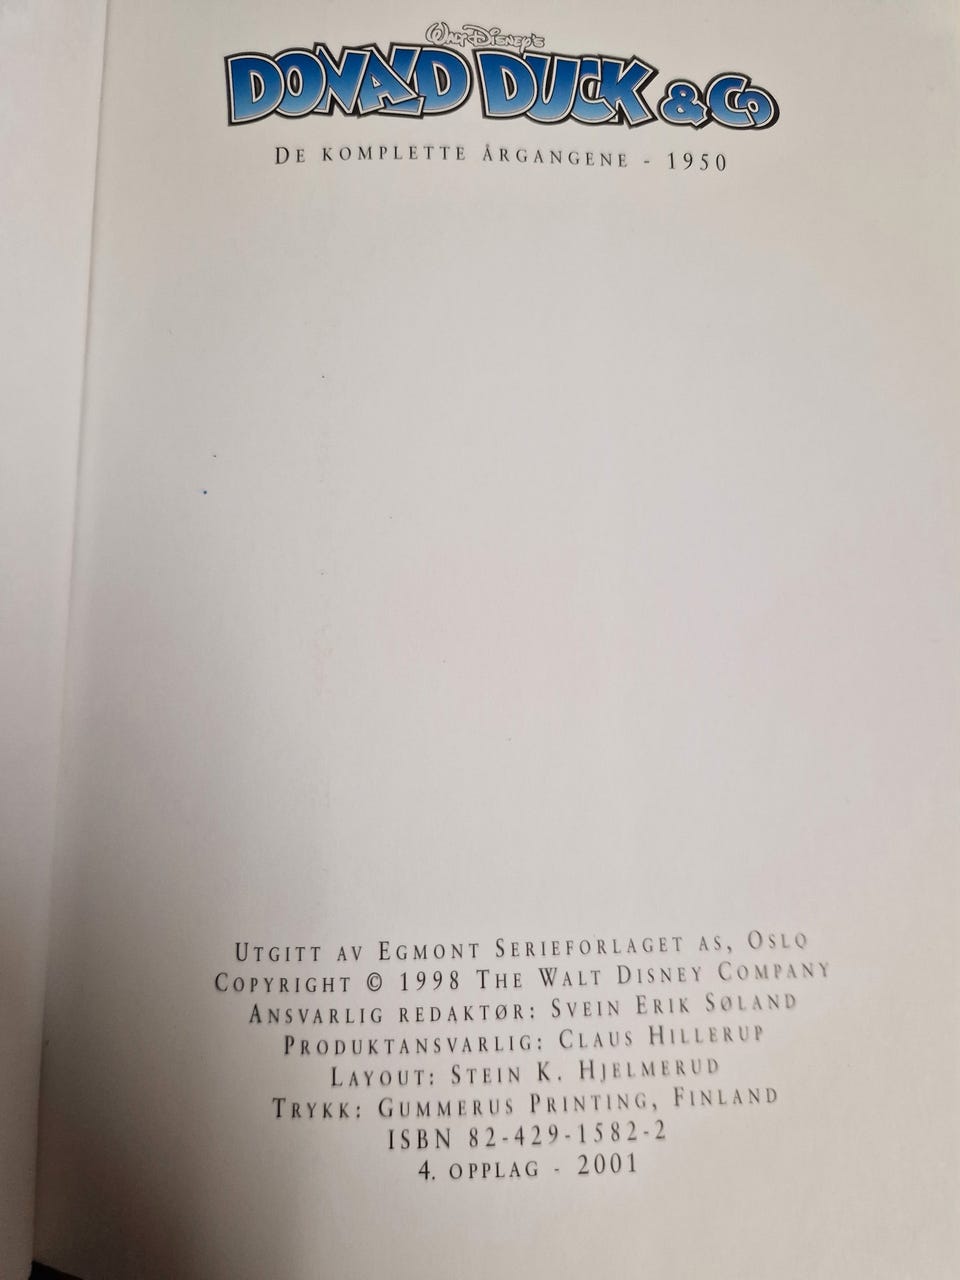 Walt Disney's
DONALD DUCK & Co
DE KOMPLETTE ÅRGANGENE - 1950
UTGITT AV EGMONT SERIEFORLAGET AS, OSLO
COPYRIGHT © 1998 THE WALT DISNEY COMPANY
ANSVARLIG REDAKTØR: SVEIN ERIK SØLAND
PRODUKTANSVARLIG: CLAUS HILLERUP
LAYOUT: STEIN K. HJELMERUD
TRYKK: GUMMERUS PRINTING, FINLAND
ISBN 82-429-1582-2
4. OPPLAG - 2001